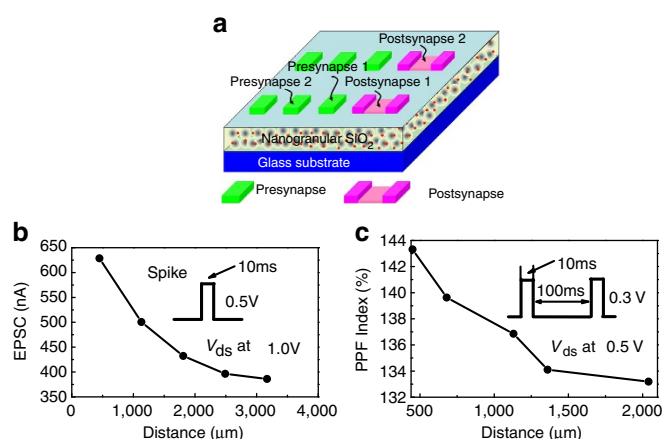 a
Postsynapse 2
Presynapse 1
Presynapse 2 Postsynapse 1
Nanogranular SiO2
Glass substrate
Presynapse Postsynapse
b
650
600
550
500
450
400
350
EPSC (nA)
Spike
10ms
0.5V
Vds at 1.0V
0 1,000 2,000 3,000 4,000
Distance (μm)
c
144
142
140
138
136
134
132
PPF Index (%)
10ms
100ms
0.3 V
Vds at 0.5 V
500 1,000 1,500 2,000
Distance (μm)